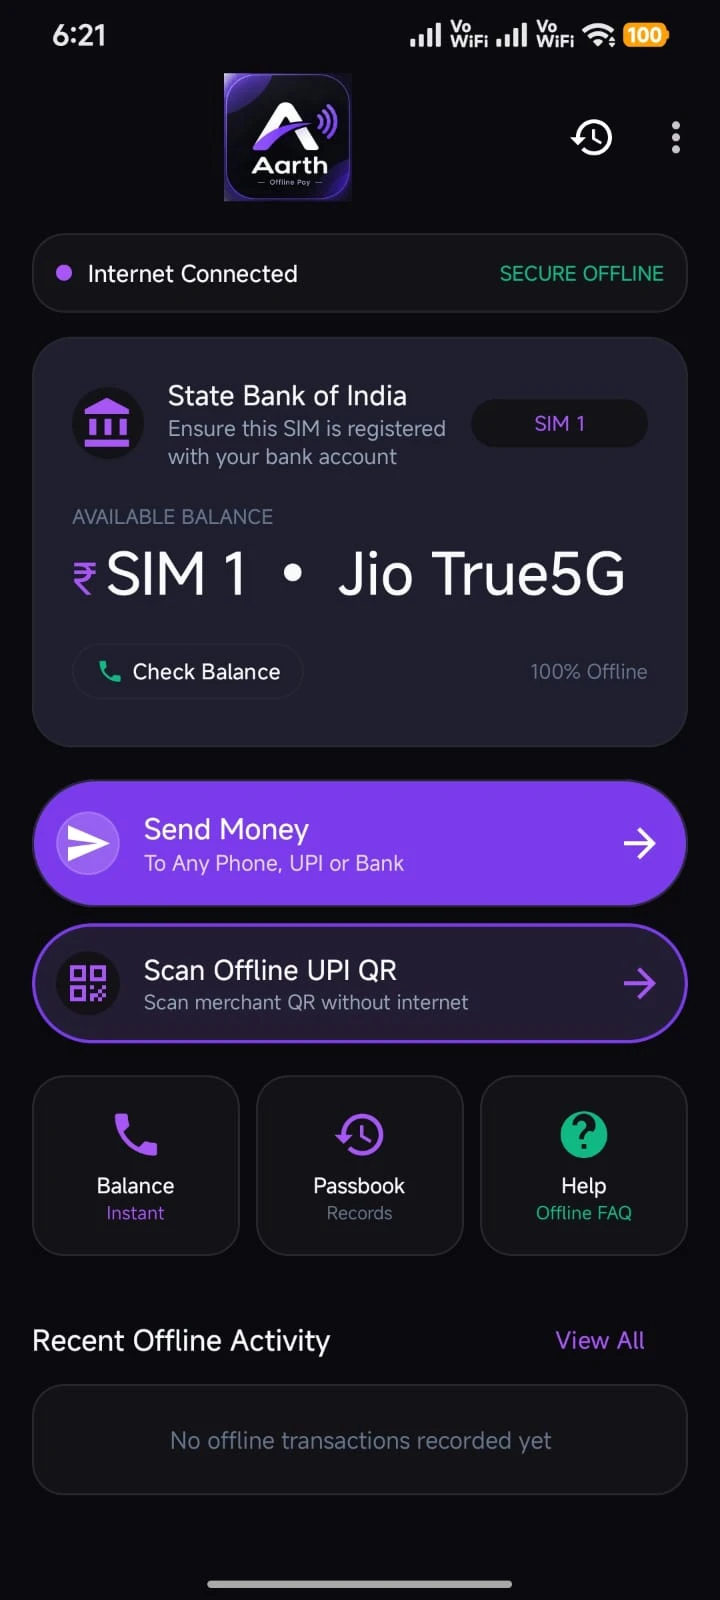 6:21
Vo WiFi
Vo WiFi
100
Aarth
— Offline Pay —
Internet Connected
SECURE OFFLINE
State Bank of India
Ensure this SIM is registered
with your bank account
SIM 1
AVAILABLE BALANCE
₹ SIM 1 • Jio True5G
Check Balance
100% Offline
Send Money
To Any Phone, UPI or Bank
Scan Offline UPI QR
Scan merchant QR without internet
Balance
Instant
Passbook
Records
Help
Offline FAQ
Recent Offline Activity
View All
No offline transactions recorded yet